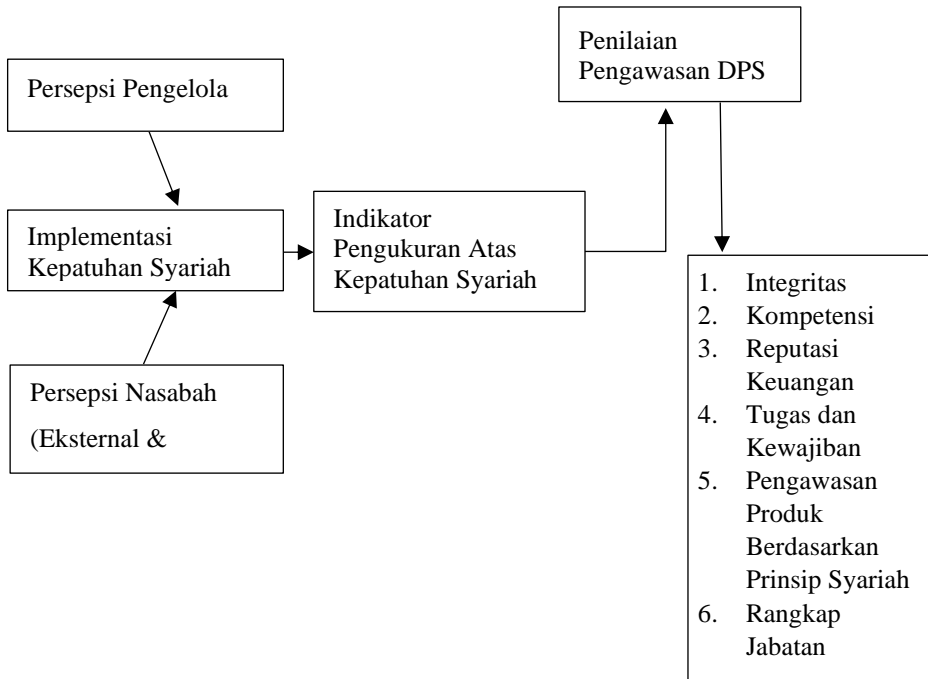 Penilaian
Pengawasan DPS
Persepsi Pengelola
Implementasi
Kepatuhan Syariah
Indikator
Pengukuran Atas
Kepatuhan Syariah
Persepsi Nasabah
(Eksternal &
1. Integritas
2. Kompetensi
3. Reputasi
Keuangan
4. Tugas dan
Kewajiban
5. Pengawasan
Produk
Berdasarkan
Prinsip Syariah
6. Rangkap
Jabatan